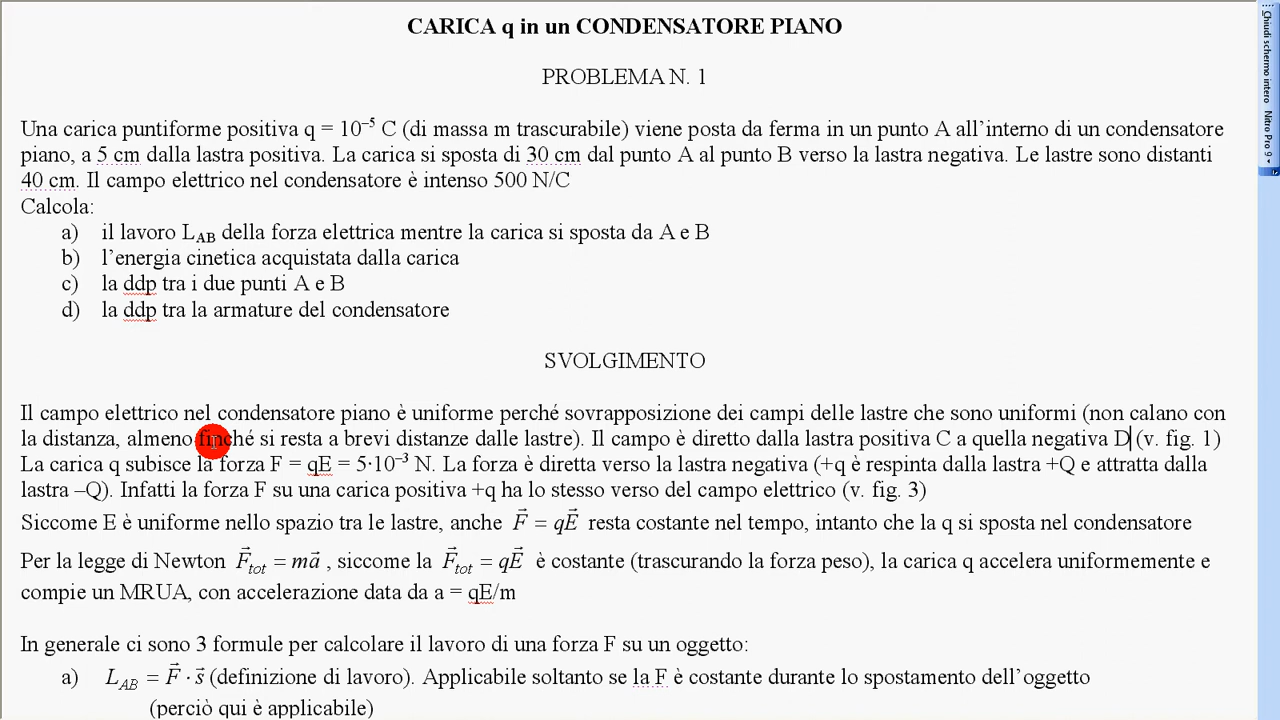 CARICA q in un CONDENSATORE PIANO
PROBLEMA N. 1
Una carica puntiforme positiva q = 10⁻⁵ C (di massa m trascurabile) viene posta da ferma in un punto A all'interno di un condensatore
piano, a 5 cm dalla lastra positiva. La carica si sposta di 30 cm dal punto A al punto B verso la lastra negativa. Le lastre sono distanti
40 cm. Il campo elettrico nel condensatore è intenso 500 N/C
Calcola:
a) il lavoro L_AB della forza elettrica mentre la carica si sposta da A e B
b) l'energia cinetica acquistata dalla carica
c) la ddp tra i due punti A e B
d) la ddp tra la armature del condensatore
SVOLGIMENTO
Il campo elettrico nel condensatore piano è uniforme perché sovrapposizione dei campi delle lastre che sono uniformi (non calano con
la distanza, almeno finché si resta a brevi distanze dalle lastre). Il campo è diretto dalla lastra positiva C a quella negativa D (v. fig. 1)
La carica q subisce la forza F = qE = 5·10⁻³ N. La forza è diretta verso la lastra negativa (+q è respinta dalla lastra +Q e attratta dalla
lastra –Q). Infatti la forza F su una carica positiva +q ha lo stesso verso del campo elettrico (v. fig. 3)
Siccome E è uniforme nello spazio tra le lastre, anche F⃗ = qE⃗ resta costante nel tempo, intanto che la q si sposta nel condensatore
Per la legge di Newton F⃗_tot = ma⃗ , siccome la F⃗_tot = qE⃗ è costante (trascurando la forza peso), la carica q accelera uniformemente e
compie un MRUA, con accelerazione data da a = qE/m
In generale ci sono 3 formule per calcolare il lavoro di una forza F su un oggetto:
a) L_AB = F⃗ · s⃗ (definizione di lavoro). Applicabile soltanto se la F è costante durante lo spostamento dell'oggetto
(perciò qui è applicabile)
Chiudi schermo intero Nitro Pro 9